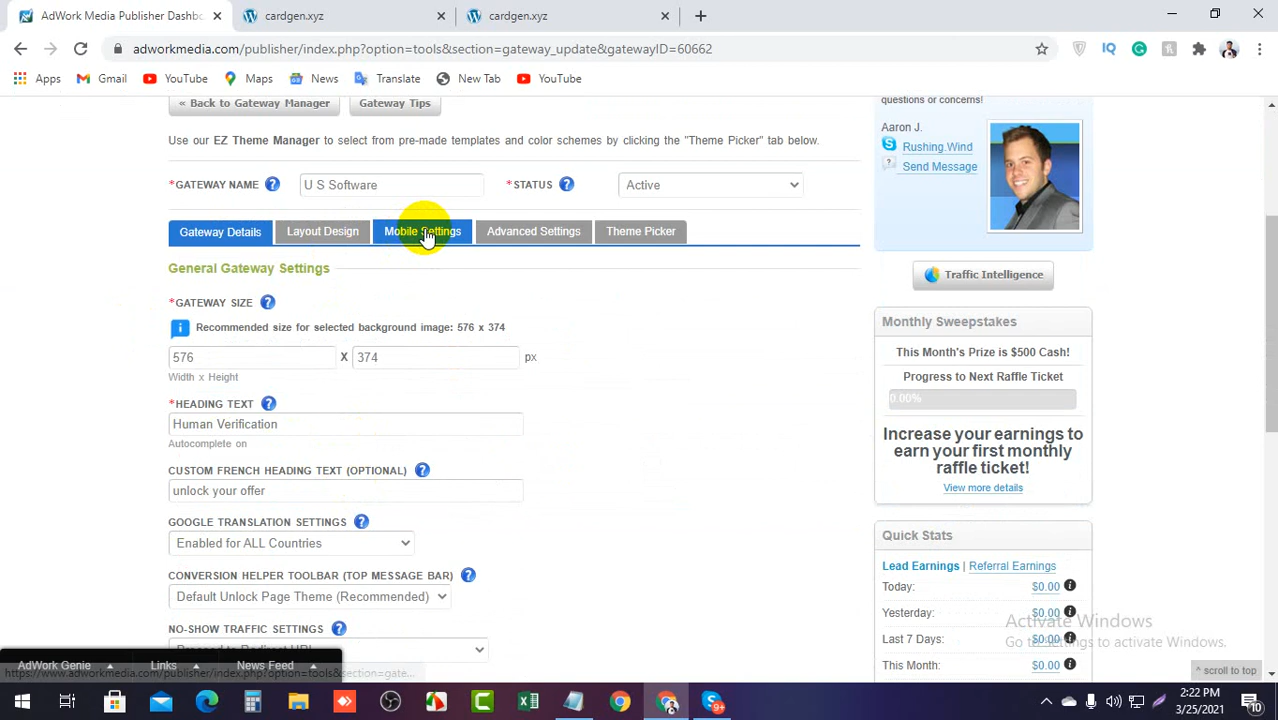 AdWork Media Publisher Dashbo
cardgen.xyz
cardgen.xyz
adworkmedia.com/publisher/index.php?option=tools&section=gateway_update&gatewayID=60662
Apps
Gmail
YouTube
Maps
News
Translate
New Tab
YouTube
« Back to Gateway Manager
Gateway Tips
questions or concerns!
Aaron J.
Rushing.Wind
Send Message
Use our EZ Theme Manager to select from pre-made templates and color schemes by clicking the "Theme Picker" tab below.
*GATEWAY NAME ? U S Software *STATUS ? Active
Gateway Details
Layout Design
Mobile Settings
Advanced Settings
Theme Picker
Traffic Intelligence
General Gateway Settings
*GATEWAY SIZE ?
i Recommended size for selected background image: 576 x 374
576 X 374 px
Width x Height
*HEADING TEXT ?
Human Verification
Autocomplete on
CUSTOM FRENCH HEADING TEXT (OPTIONAL) ?
unlock your offer
GOOGLE TRANSLATION SETTINGS ?
Enabled for ALL Countries
CONVERSION HELPER TOOLBAR (TOP MESSAGE BAR) ?
Default Unlock Page Theme (Recommended)
NO-SHOW TRAFFIC SETTINGS ?
Monthly Sweepstakes
This Month's Prize is $500 Cash!
Progress to Next Raffle Ticket
0.00%
Increase your earnings to
earn your first monthly
raffle ticket!
View more details
Quick Stats
Lead Earnings | Referral Earnings
Today: $0.00
Yesterday: $0.00
Last 7 Days: $0.00
This Month: $0.00
Activate Windows
Go to Settings to activate Windows.
^ scroll to top
AdWork Genie
Links
News Feed
https://www.adworkmedia.com/publisher/index.php?option=tools&section=gate...
9+
2:22 PM
3/25/2021
10